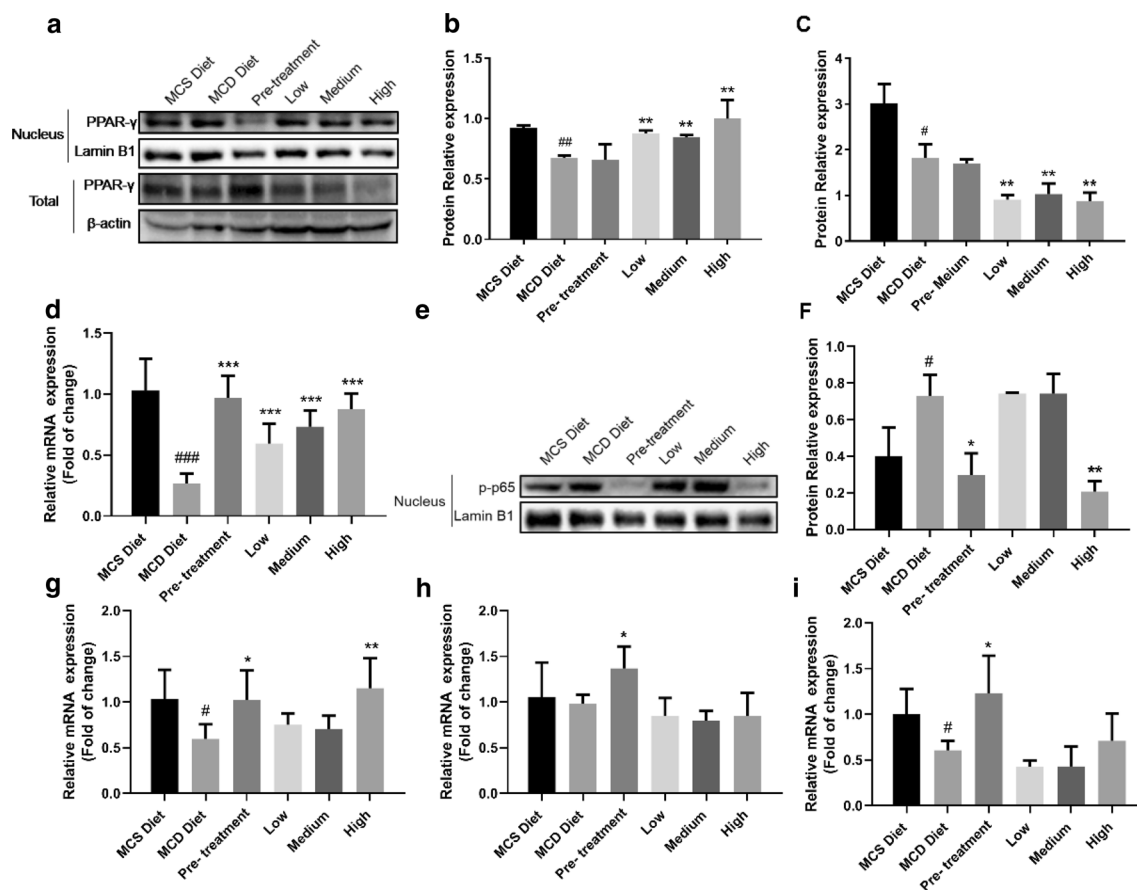 a
MCS Diet
MCD Diet
Pre-treatment
Low
Medium
High
Nucleus
PPAR-γ
Lamin B1
Total
PPAR-γ
β-actin
b
Protein Relative expression
1.5
1.0
0.5
0.0
##
**
**
**
MCS Diet
MCD Diet
Pre- treatment
Low
Medium
High
C
Protein Relative expression
4
3
2
1
0
#
**
**
**
MCS Diet
MCD Diet
Pre- Meium
Low
Medium
High
d
Relative mRNA expression
(Fold of change)
1.5
1.0
0.5
0.0
###
***
***
***
***
MCS Diet
MCD Diet
Pre- treatment
Low
Medium
High
e
MCS Diet
MCD Diet
Pre-treatment
Low
Medium
High
Nucleus
p-p65
Lamin B1
F
Protein Relative expression
0.8
0.6
0.4
0.2
0.0
#
*
**
MCS Diet
MCD Diet
Pre- treatment
Low
Medium
High
g
Relative mRNA expression
(Fold of change)
2.0
1.5
1.0
0.5
0.0
#
*
**
MCS Diet
MCD Diet
Pre- treatment
Low
Medium
High
h
Relative mRNA expression
(Fold of change)
2.0
1.5
1.0
0.5
0.0
*
MCS Diet
MCD Diet
Pre- treatment
Low
Medium
High
i
Relative mRNA expression
(Fold of change)
2.0
1.5
1.0
0.5
0.0
#
*
MCS Diet
MCD Diet
Pre- treatment
Low
Medium
High